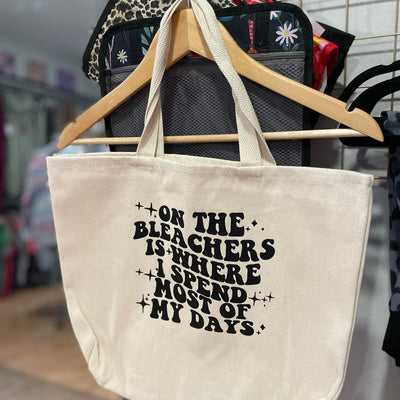 ON THE
BLEACHERS
IS WHERE
I SPEND
MOST OF
MY DAYS